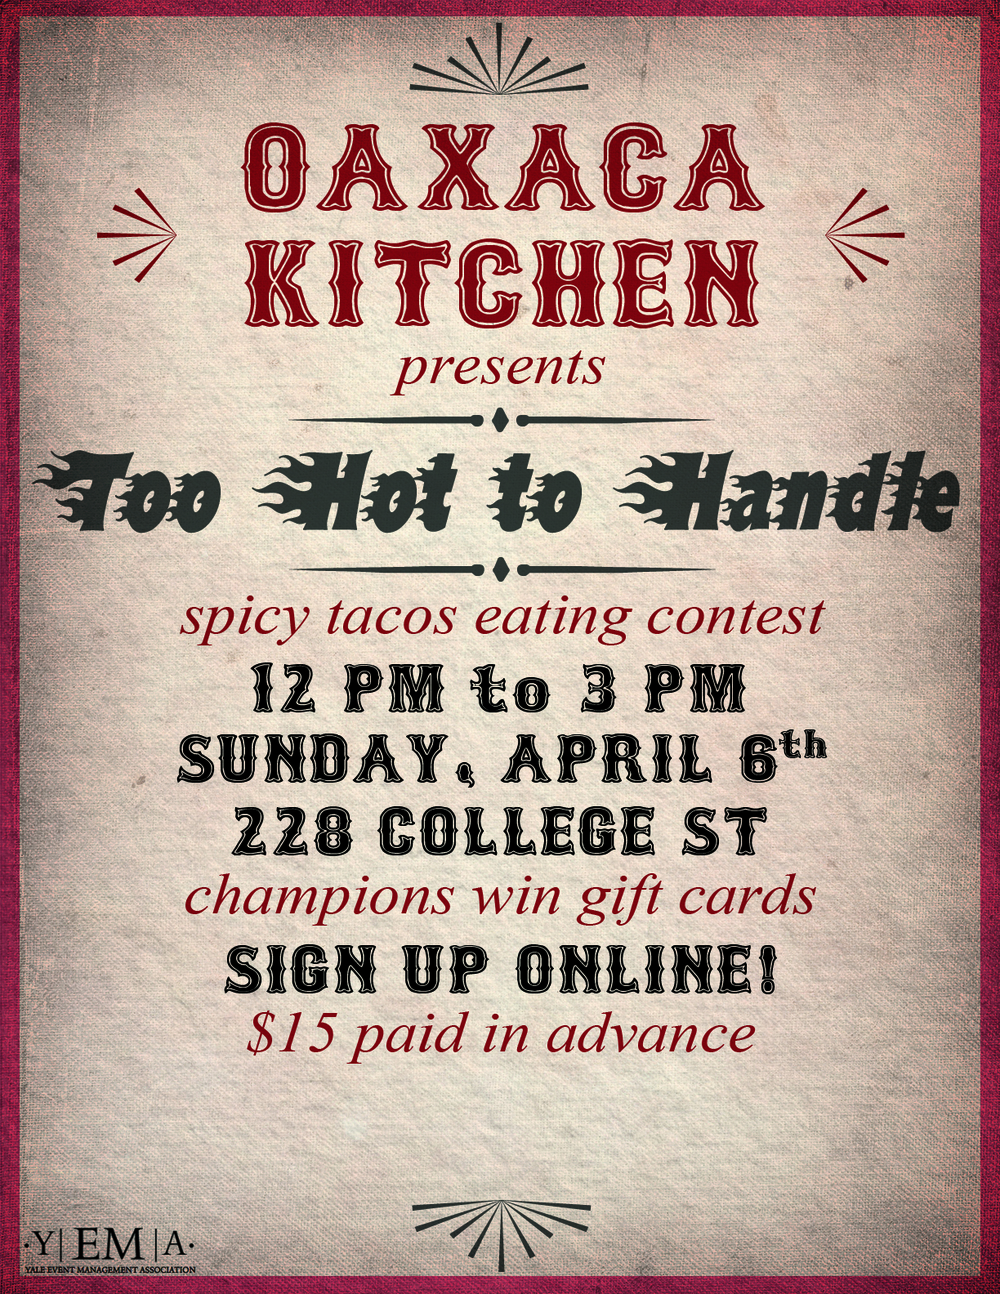 OAXACA
KITCHEN
presents
Too Hot to Handle
spicy tacos eating contest
12 PM to 3 PM
SUNDAY, APRIL 6th
228 COLLEGE ST
champions win gift cards
SIGN UP ONLINE!
$15 paid in advance
·Y|EM|A·
YALE EVENT MANAGEMENT ASSOCIATION